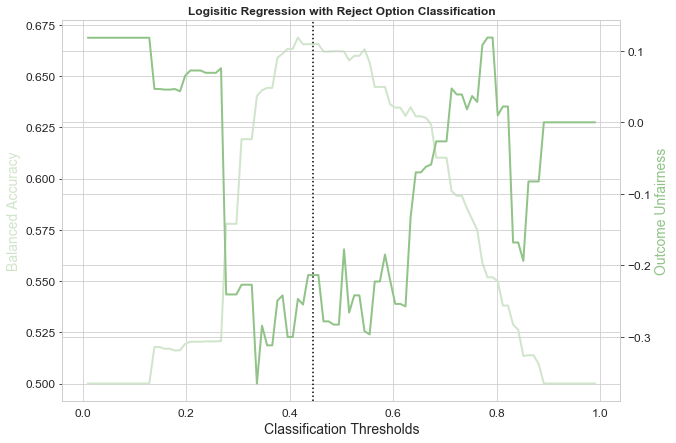 Logisitic Regression with Reject Option Classification
0.675
0.650
0.625
0.600
0.575
0.550
0.525
0.500
Balanced Accuracy
0.1
0.0
−0.1
−0.2
−0.3
Outcome Unfairness
0.0 0.2 0.4 0.6 0.8 1.0
Classification Thresholds